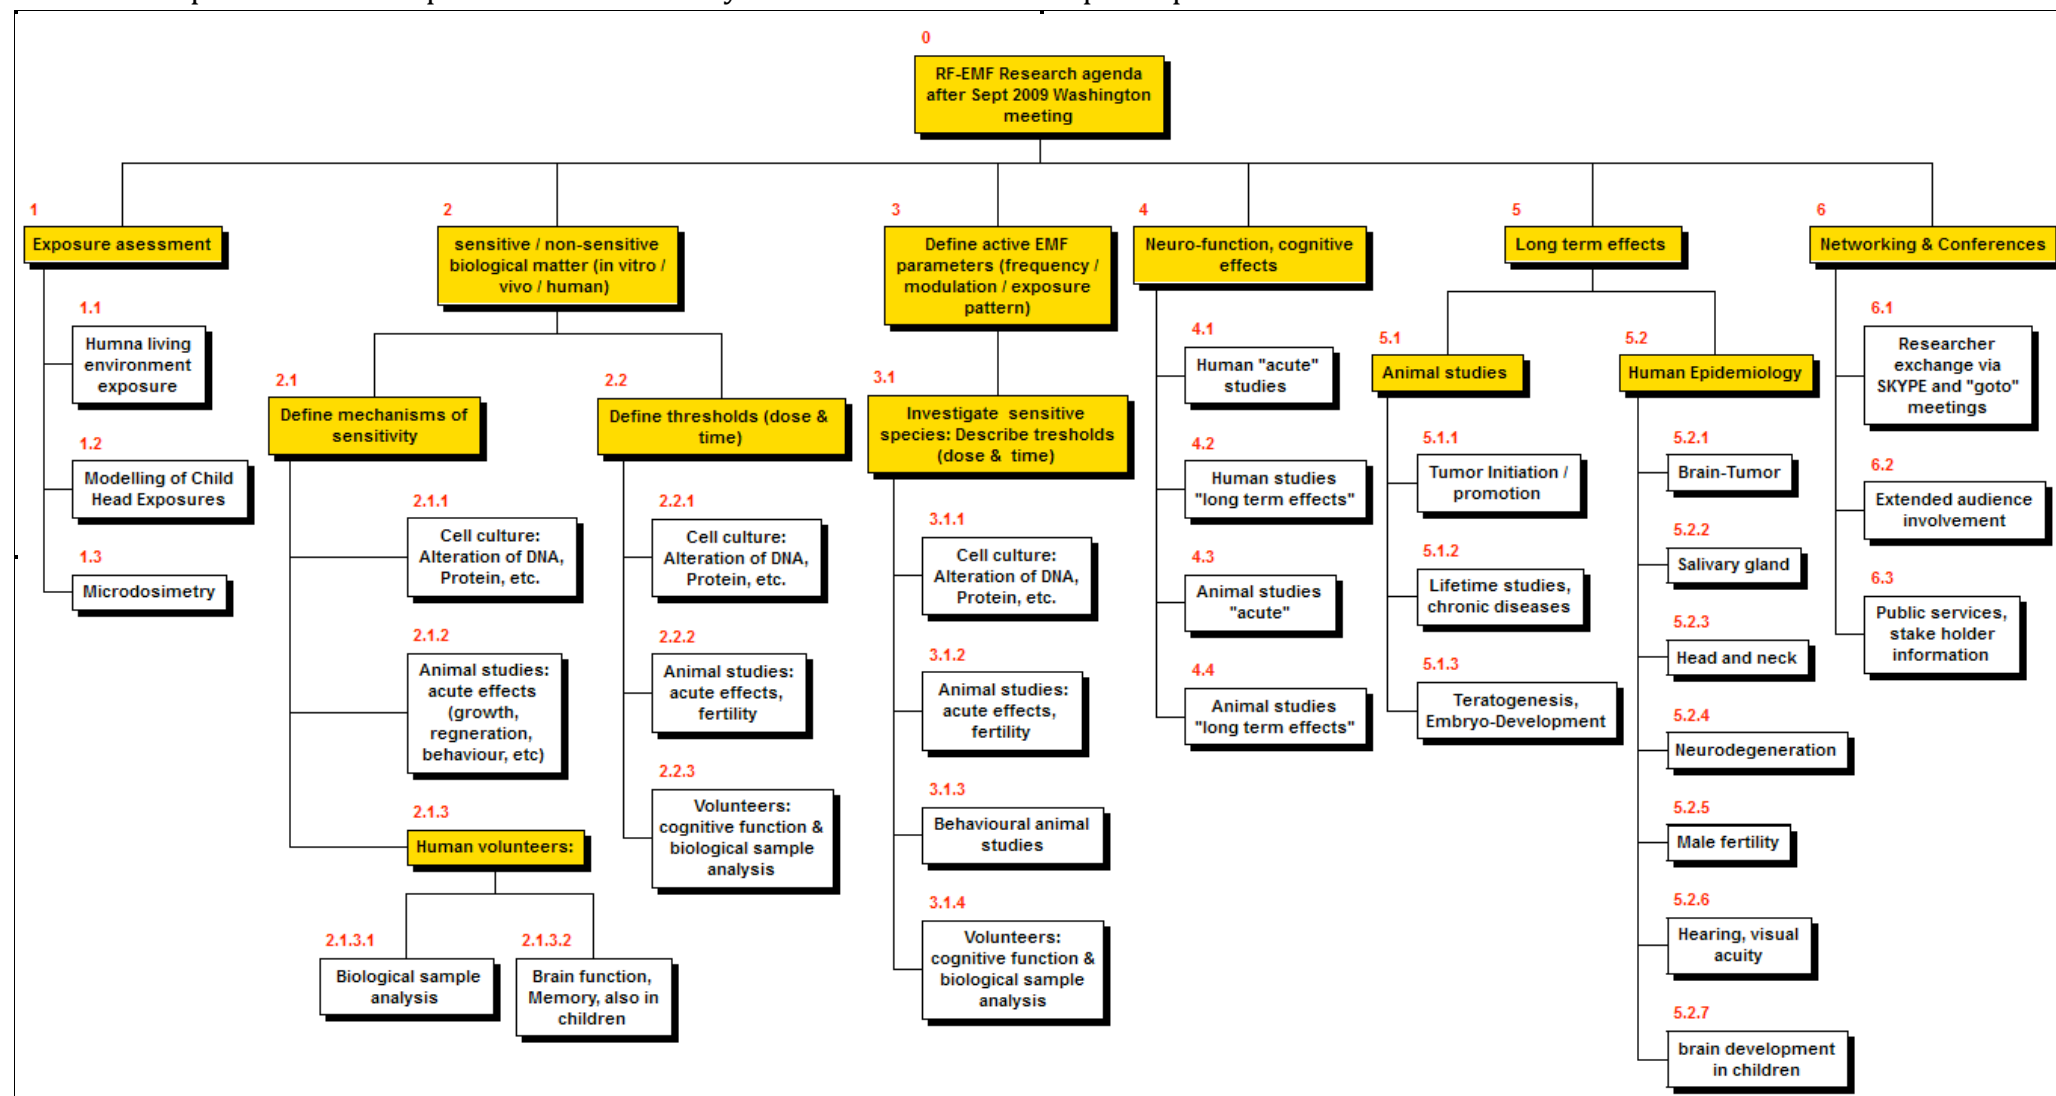 0
RF-EMF Research agenda
after Sept 2009 Washington
meeting
1
Exposure asessment
1.1
Humna living
environment
exposure
1.2
Modelling of Child
Head Exposures
1.3
Microdosimetry
2
sensitive / non-sensitive
biological matter (in vitro /
vivo / human)
2.1
Define mechanisms of
sensitivity
2.1.1
Cell culture:
Alteration of DNA,
Protein, etc.
2.1.2
Animal studies:
acute effects
(growth,
regneration,
behaviour, etc)
2.1.3
Human volunteers:
2.1.3.1
Biological sample
analysis
2.1.3.2
Brain function,
Memory, also in
children
2.2
Define thresholds (dose &
time)
2.2.1
Cell culture:
Alteration of DNA,
Protein, etc.
2.2.2
Animal studies:
acute effects,
fertility
2.2.3
Volunteers:
cognitive function &
biological sample
analysis
3
Define active EMF
parameters (frequency /
modulation / exposure
pattern)
3.1
Investigate sensitive
species: Describe tresholds
(dose & time)
3.1.1
Cell culture:
Alteration of DNA,
Protein, etc.
3.1.2
Animal studies:
acute effects,
fertility
3.1.3
Behavioural animal
studies
3.1.4
Volunteers:
cognitive function &
biological sample
analysis
4
Neuro-function, cognitive
effects
4.1
Human "acute"
studies
4.2
Human studies
"long term effects"
4.3
Animal studies
"acute"
4.4
Animal studies
"long term effects"
5
Long term effects
5.1
Animal studies
5.1.1
Tumor Initiation /
promotion
5.1.2
Lifetime studies,
chronic diseases
5.1.3
Teratogenesis,
Embryo-Development
5.2
Human Epidemiology
5.2.1
Brain-Tumor
5.2.2
Salivary gland
5.2.3
Head and neck
5.2.4
Neurodegeneration
5.2.5
Male fertility
5.2.6
Hearing, visual
acuity
5.2.7
brain development
in children
6
Networking & Conferences
6.1
Researcher
exchange via
SKYPE and "goto"
meetings
6.2
Extended audience
involvement
6.3
Public services,
stake holder
information